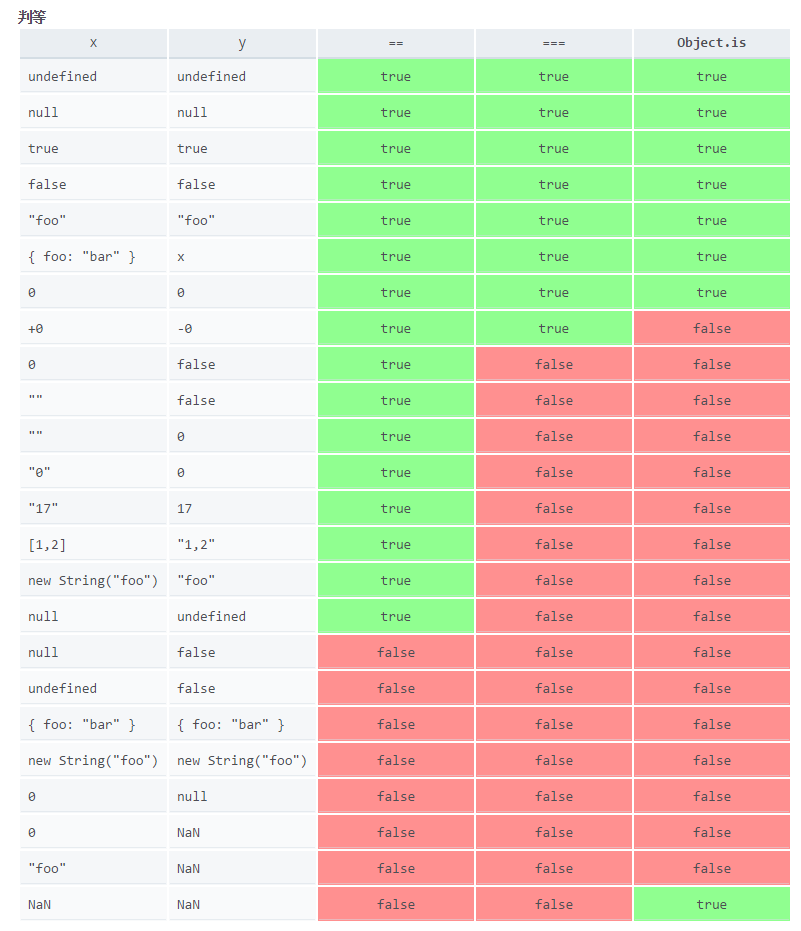 判等
x y == === Object.is
undefined undefined true true true
null null true true true
true true true true true
false false true true true
"foo" "foo" true true true
{ foo: "bar" } x true true true
0 0 true true true
+0 -0 true true false
0 false true false false
"" false true false false
"" 0 true false false
"0" 0 true false false
"17" 17 true false false
[1,2] "1,2" true false false
new String("foo") "foo" true false false
null undefined true false false
null false false false false
undefined false false false false
{ foo: "bar" } { foo: "bar" } false false false
new String("foo") new String("foo") false false false
0 null false false false
0 NaN false false false
"foo" NaN false false false
NaN NaN false false true